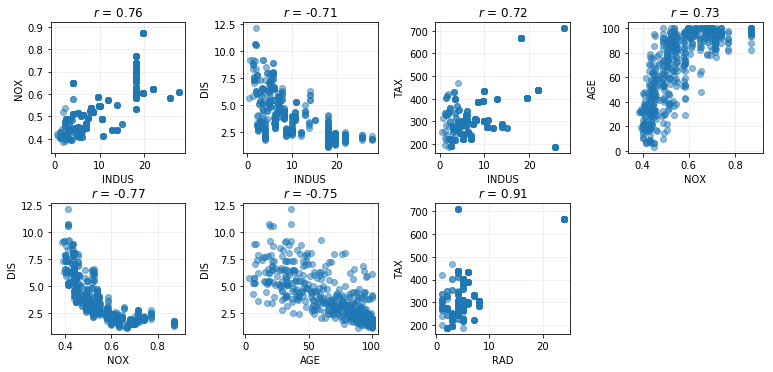 r = 0.76
NOX
0.9
0.8
0.7
0.6
0.5
0.4
0
10
20
INDUS
r = -0.71
DIS
12.5
10.0
7.5
5.0
2.5
0
10
20
INDUS
r = 0.72
TAX
700
600
500
400
300
200
0
10
20
INDUS
r = 0.73
AGE
100
80
60
40
20
0
0.4
0.6
0.8
NOX
r = -0.77
DIS
12.5
10.0
7.5
5.0
2.5
0.4
0.6
0.8
NOX
r = -0.75
DIS
12.5
10.0
7.5
5.0
2.5
0
50
100
AGE
r = 0.91
TAX
700
600
500
400
300
200
0
10
20
RAD